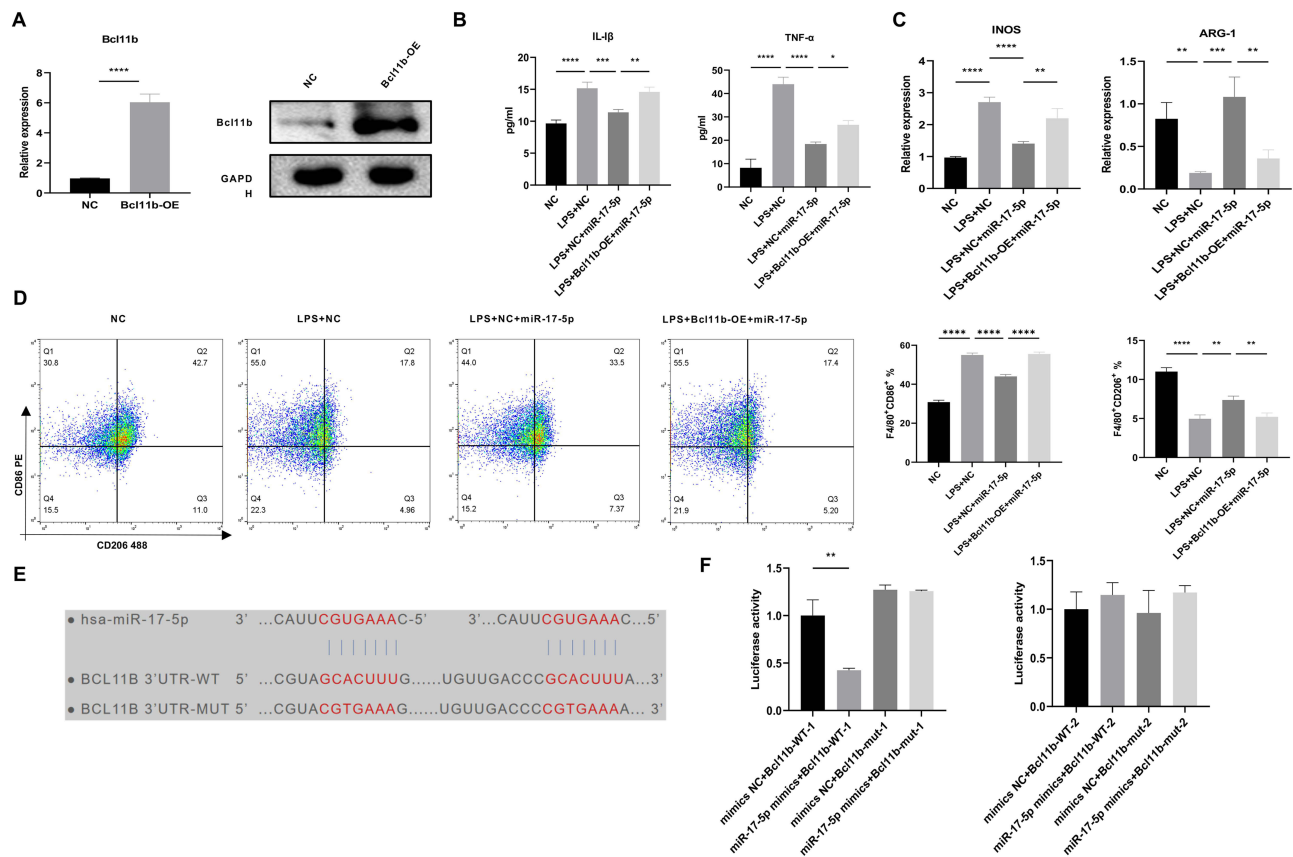 A
Bcl11b
****
Relative expression
8
6
4
2
0
NC
Bcl11b-OE
NC
Bcl11b-OE
Bcl11b
GAPD
H
B
IL-Iβ
**** *** **
pg/ml
20
15
10
5
0
NC
LPS+NC
LPS+NC+miR-17-5p
LPS+Bcl11b-OE+miR-17-5p
TNF-α
**** **** *
pg/ml
50
40
30
20
10
0
NC
LPS+NC
LPS+NC+miR-17-5p
LPS+Bcl11b-OE+miR-17-5p
C
INOS
****
**** **
Relative expression
4
3
2
1
0
NC
LPS+NC
LPS+NC+miR-17-5p
LPS+Bcl11b-OE+miR-17-5p
ARG-1
** *** **
Relative expression
1.5
1.0
0.5
0.0
NC
LPS+NC
LPS+NC+miR-17-5p
LPS+Bcl11b-OE+miR-17-5p
D
NC
Q1
30.8
Q2
42.7
Q4
15.5
Q3
11.0
CD86 PE
CD206 488
LPS+NC
Q1
55.0
Q2
17.8
Q4
22.3
Q3
4.96
LPS+NC+miR-17-5p
Q1
44.0
Q2
33.5
Q4
15.2
Q3
7.37
LPS+Bcl11b-OE+miR-17-5p
Q1
55.5
Q2
17.4
Q4
21.9
Q3
5.20
**** **** ****
F4/80⁺CD86⁺ %
60
40
20
0
NC
LPS+NC
LPS+NC+miR-17-5p
LPS+Bcl11b-OE+miR-17-5p
**** ** **
F4/80⁺CD206⁺ %
15
10
5
0
NC
LPS+NC
LPS+NC+miR-17-5p
LPS+Bcl11b-OE+miR-17-5p
E
● hsa-miR-17-5p 3’ ...CAUUCGUGAAAC-5’ 3’...CAUUCGUGAAAC...5’
● BCL11B 3’UTR-WT 5’ ...CGUAGCACUUUG......UGUUGACCCGCACUUUA...3’
● BCL11B 3’UTR-MUT 5’ ...CGUACGTGAAAG......UGUUGACCCCGTGAAAA... 3’
F
**
Luciferase activity
1.5
1.0
0.5
0.0
mimics NC+Bcl11b-WT-1
miR-17-5p mimics+Bcl11b-WT-1
mimics NC+Bcl11b-mut-1
miR-17-5p mimics+Bcl11b-mut-1
Luciferase activity
1.5
1.0
0.5
0.0
mimics NC+Bcl11b-WT-2
miR-17-5p mimics+Bcl11b-WT-2
mimics NC+Bcl11b-mut-2
miR-17-5p mimics+Bcl11b-mut-2